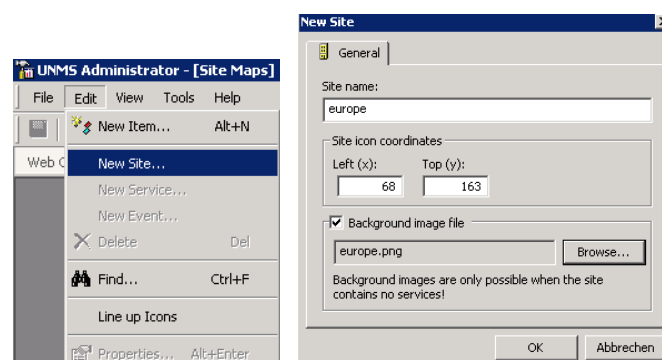 UNMS Administrator - [Site Maps]
File Edit View Tools Help
Web
New Item... Alt+N
New Site...
New Service...
New Event...
Delete Del
Find... Ctrl+F
Line up Icons
Properties... Alt+Enter
New Site
General
Site name:
europe
Site icon coordinates
Left (x): Top (y):
68 163
Background image file
europe.png Browse...
Background images are only possible when the site
contains no services!
OK Abbrechen